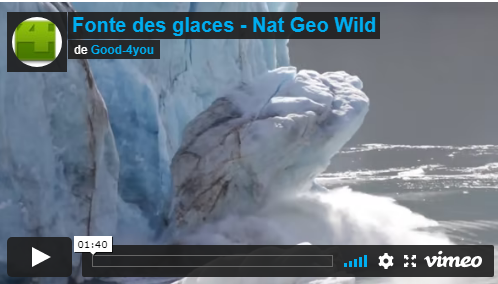 Fonte des glaces - Nat Geo Wild
de Good-4you
01:40
vimeo